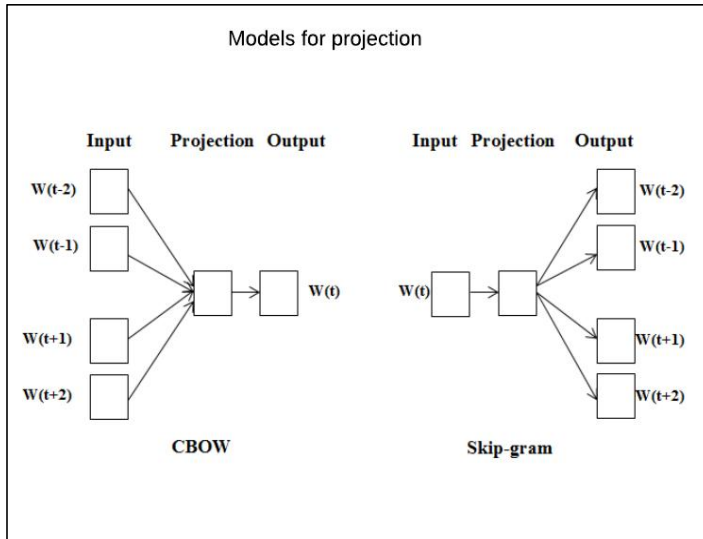 Models for projection
Input Projection Output
W(t-2)
W(t-1)
W(t+1)
W(t+2)
W(t)
CBOW
Input Projection Output
W(t)
W(t-2)
W(t-1)
W(t+1)
W(t+2)
Skip-gram